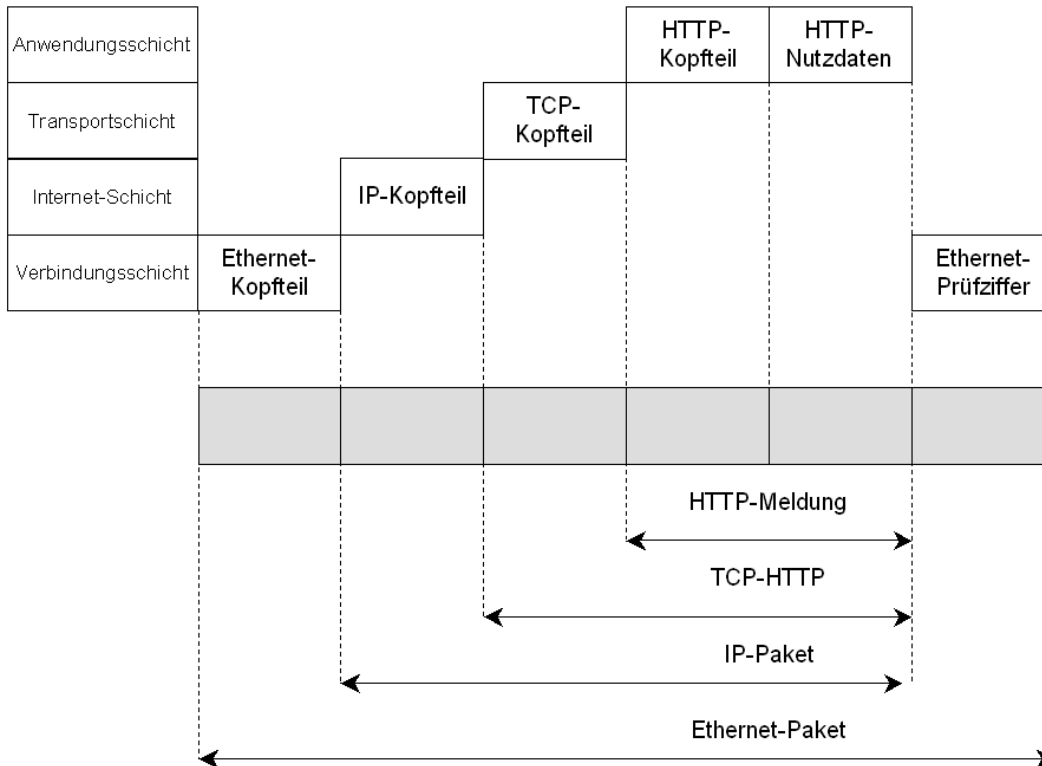 Anwendungsschicht
HTTP-
Kopfteil
HTTP-
Nutzdaten
Transportschicht
TCP-
Kopfteil
Internet-Schicht
IP-Kopfteil
Verbindungsschicht
Ethernet-
Kopfteil
Ethernet-
Prüfziffer
HTTP-Meldung
TCP-HTTP
IP-Paket
Ethernet-Paket